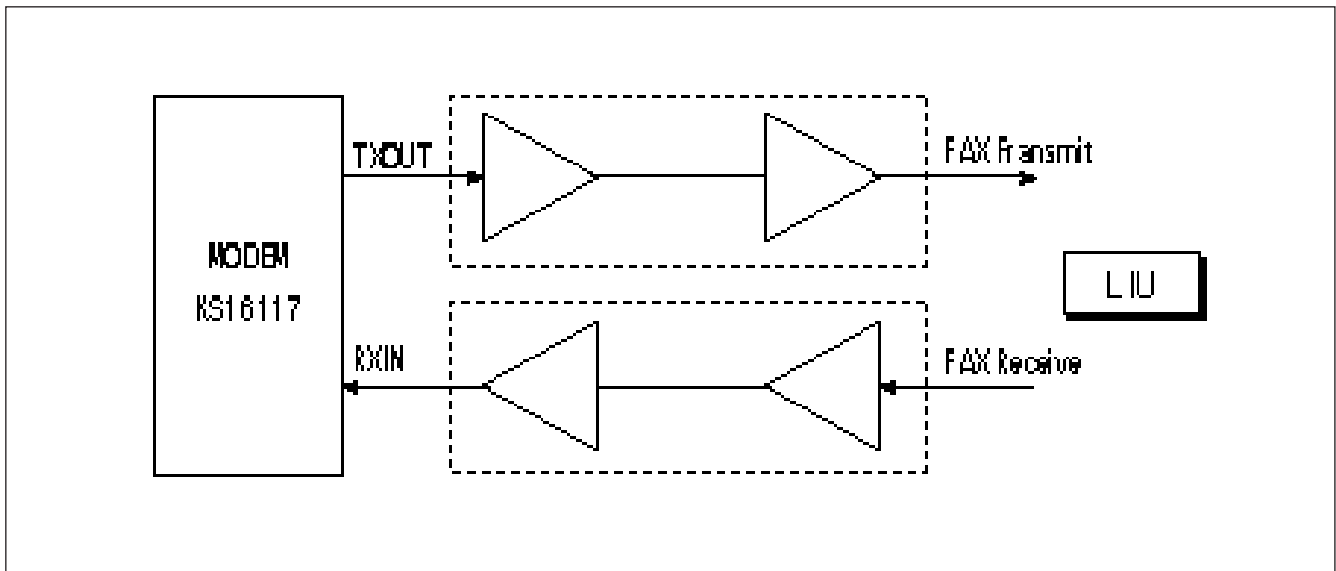 TXOUT
FAX Transmit
MODEM
KS16117
LIU
RXIN
FAX Receive